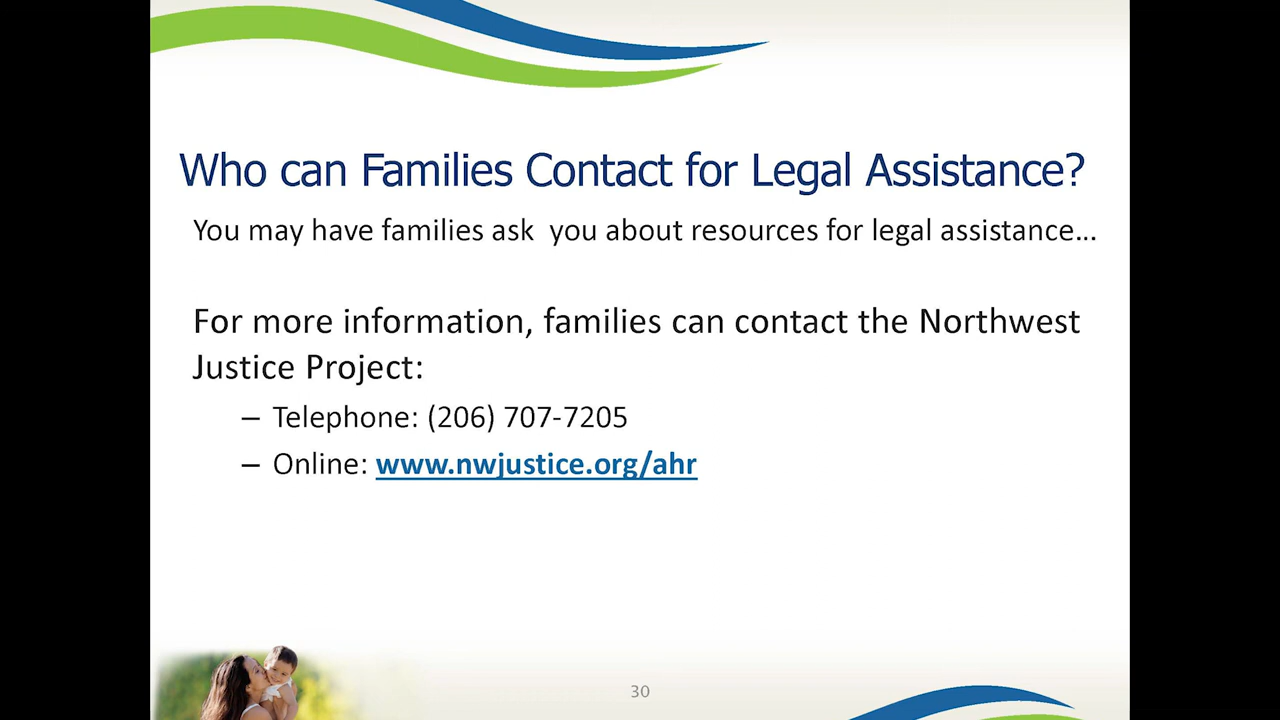 Who can Families Contact for Legal Assistance?
You may have families ask  you about resources for legal assistance...
For more information, families can contact the Northwest
Justice Project:
– Telephone: (206) 707-7205
– Online: www.nwjustice.org/ahr
30